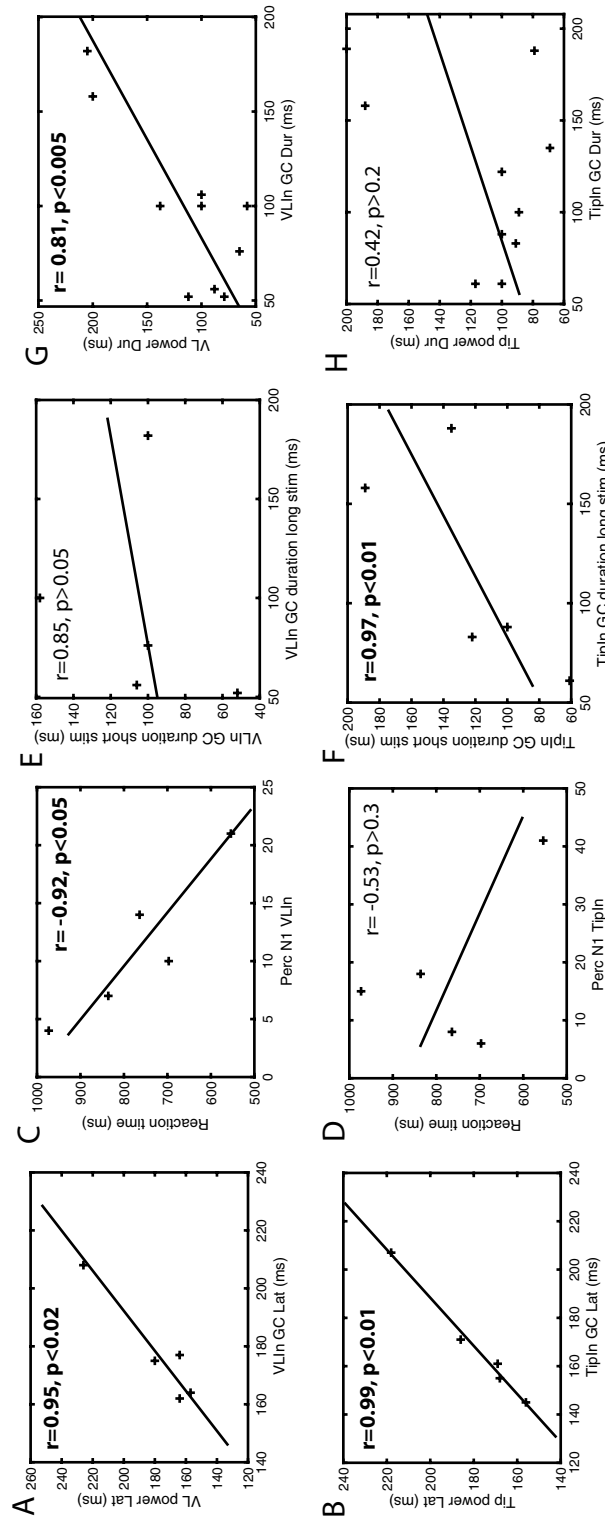 A
r=0.95, p<0.02
VL power Lat (ms)
260
240
220
200
180
160
140
120
140
160
180
200
220
240
VLIn GC Lat (ms)
B
r=0.99, p<0.01
Tip power Lat (ms)
240
200
180
160
140
140
160
180
200
220
240
TipIn GC Lat (ms)
C
r= -0.92, p<0.05
Reaction time (ms)
1000
900
800
700
600
500
0
5
10
15
20
25
Perc N1 VLIn
D
r= -0.53, p>0.3
Reaction time (ms)
1000
900
800
700
600
500
0
10
20
30
40
50
Perc N1 TipIn
E
r=0.85, p>0.05
VLIn GC duration short stim (ms)
160
120
100
80
60
40
50
100
150
200
VLIn GC duration long stim (ms)
F
r=0.97, p<0.01
TipIn GC duration short stim (ms)
200
180
160
140
120
100
80
60
50
100
150
200
TipIn GC duration long stim (ms)
G
r= 0.81, p<0.005
VL power Dur (ms)
250
200
150
100
50
50
100
150
200
VLIn GC Dur (ms)
H
r=0.42, p>0.2
Tip power Dur (ms)
200
180
160
140
120
100
80
60
50
100
150
200
TipIn GC Dur (ms)